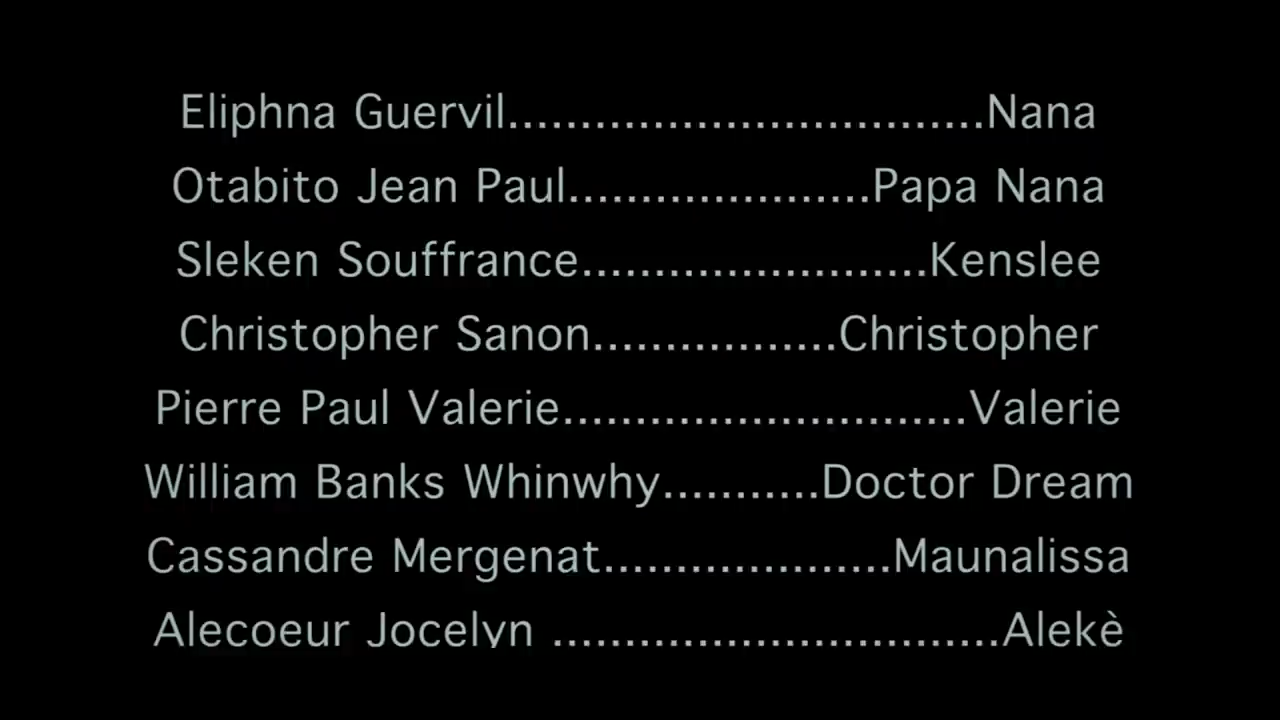 Eliphna Guervil.................................Nana
Otabito Jean Paul.....................Papa Nana
Sleken Souffrance........................Kenslee
Christopher Sanon.................Christopher
Pierre Paul Valerie............................Valerie
William Banks Whinwhy...........Doctor Dream
Cassandre Mergenat....................Maunalissa
Alecoeur Jocelyn ...............................Alekè